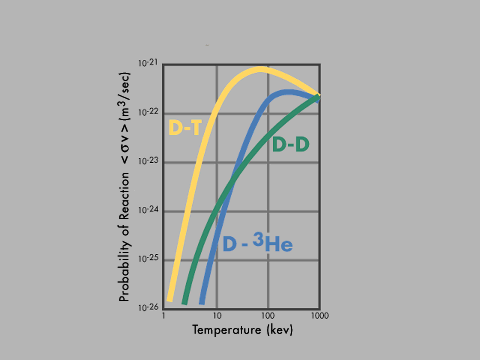 10-21
10-22
10-23
10-24
10-25
10-26
Probability of Reaction <σv> (m³/sec)
D-T
D-D
D - ³He
1 10 100 1000
Temperature (kev)